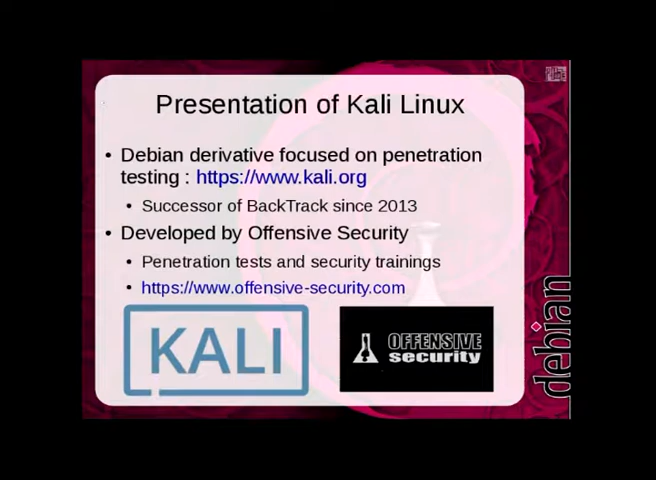 Presentation of Kali Linux
• Debian derivative focused on penetration
testing : https://www.kali.org
• Successor of BackTrack since 2013
• Developed by Offensive Security
• Penetration tests and security trainings
• https://www.offensive-security.com
KALI
OFFENSIVE
security
debian